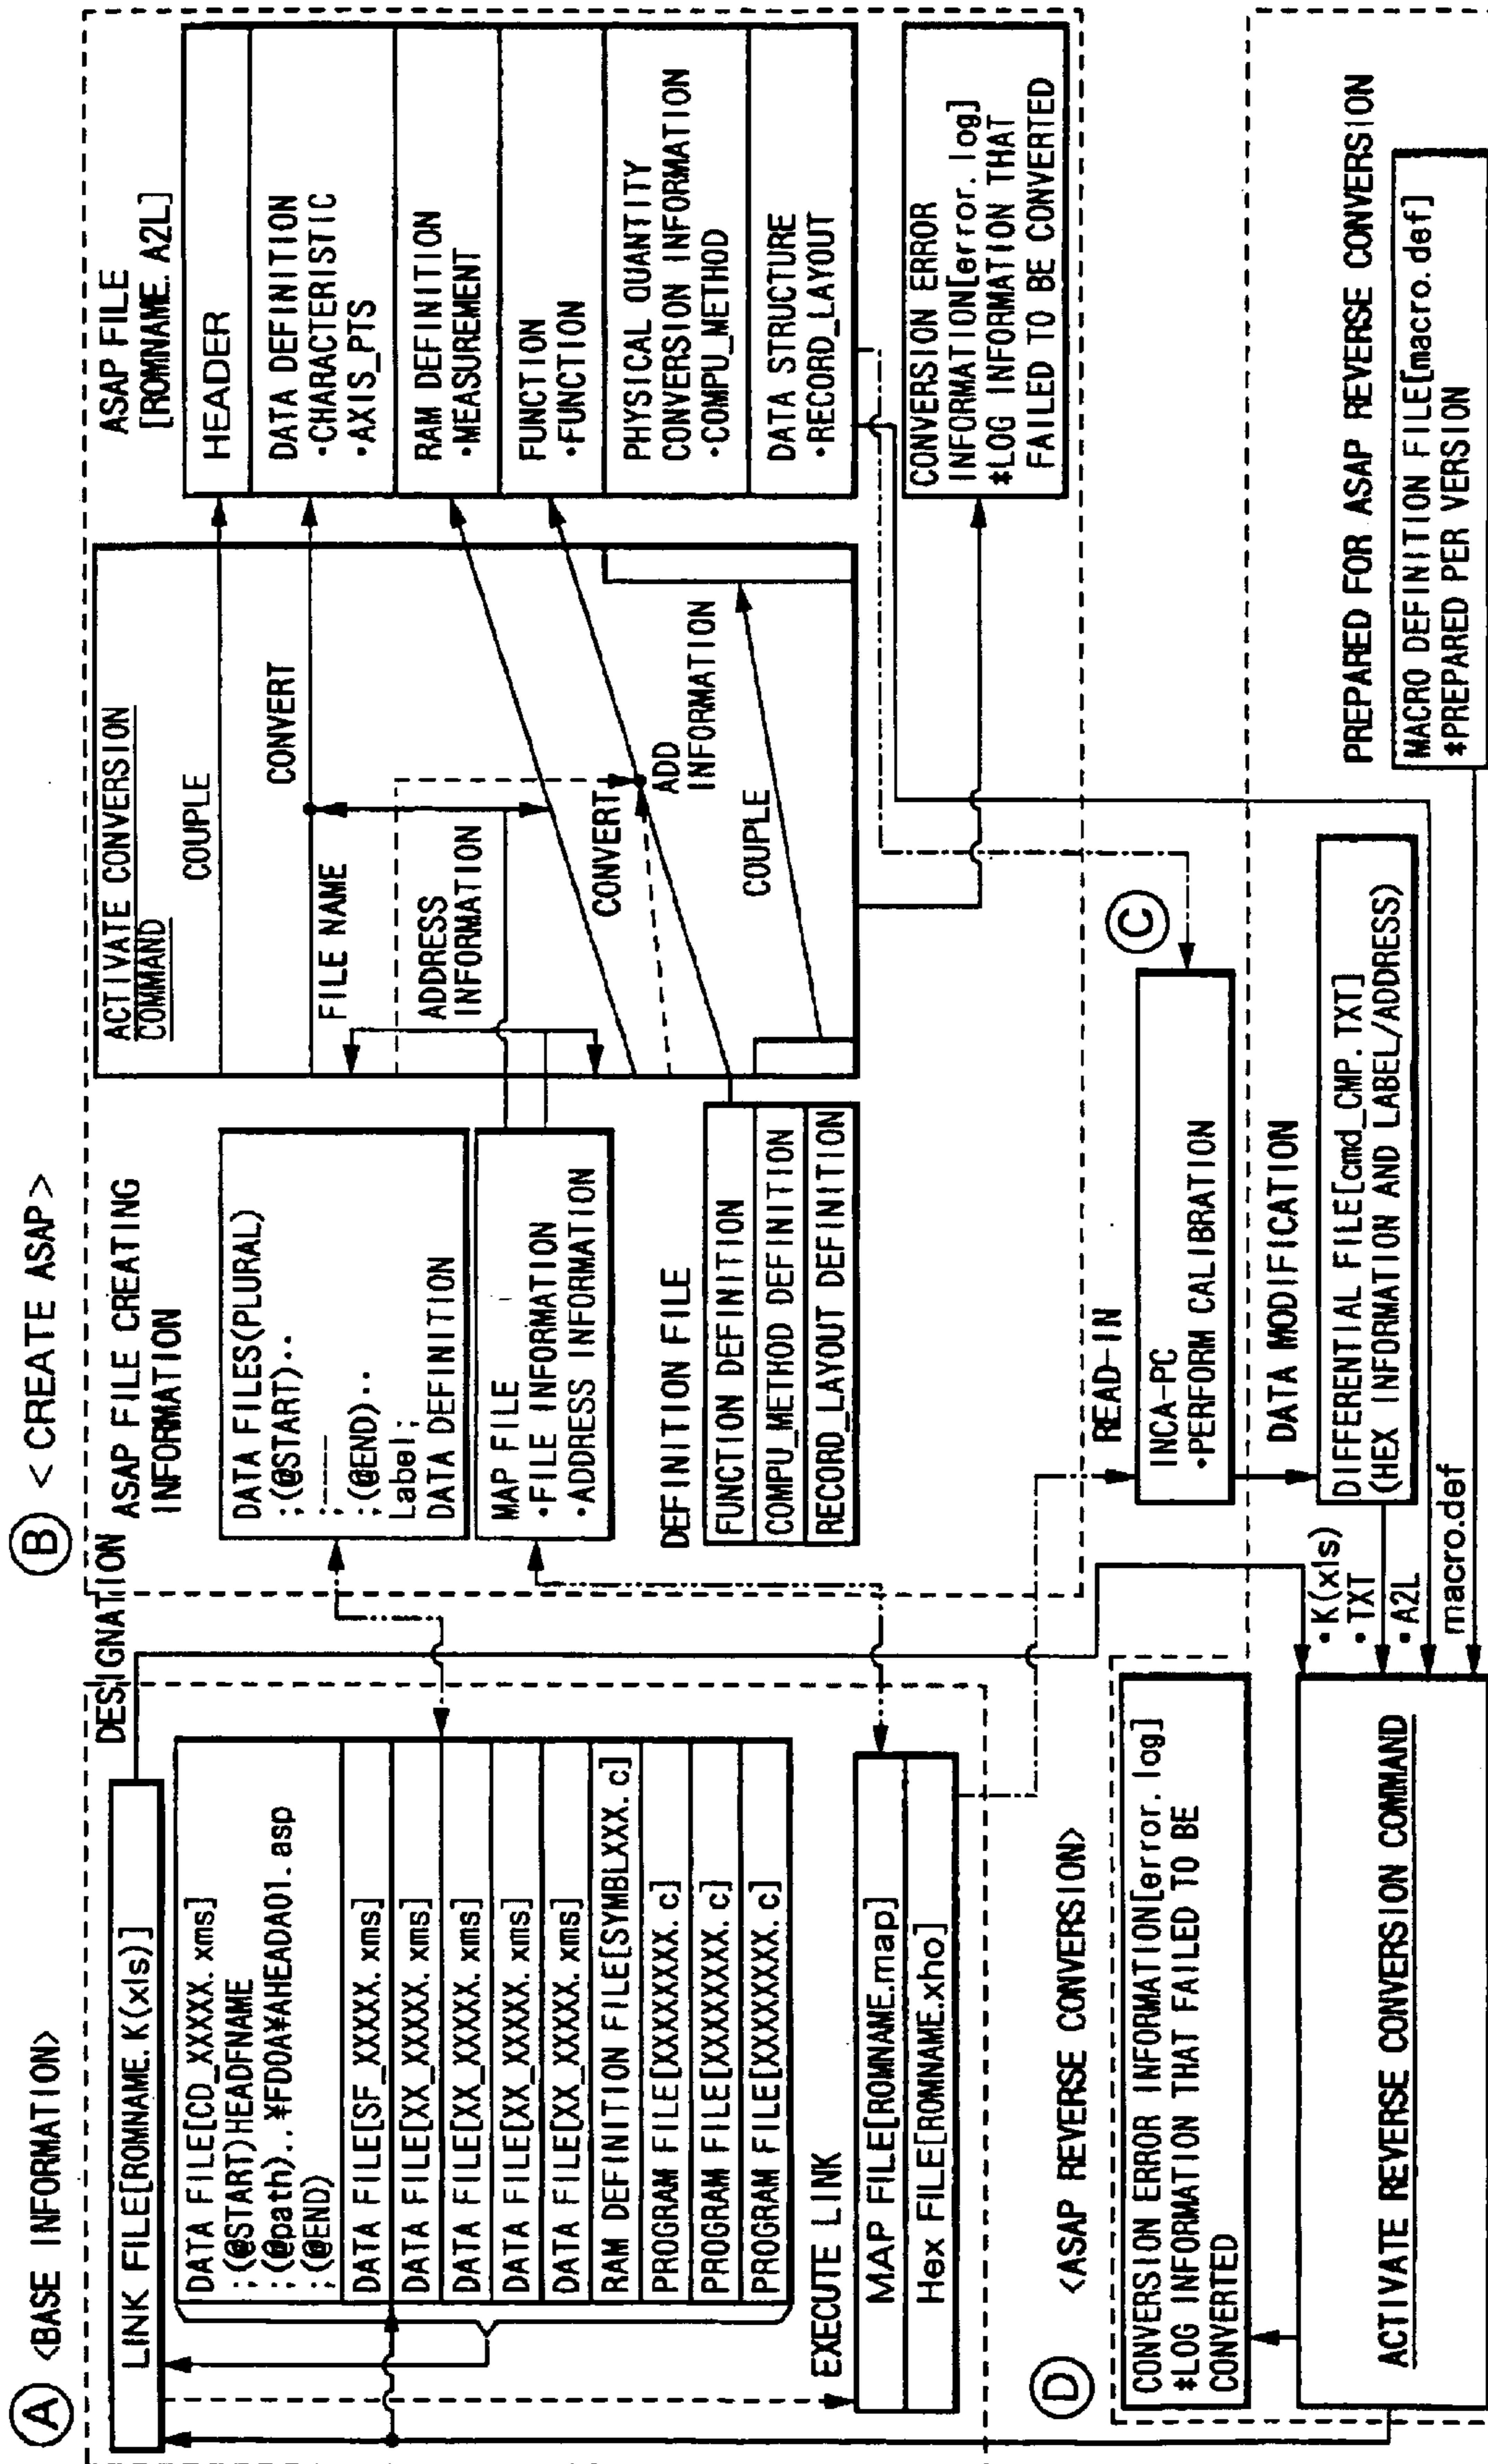 A <BASE INFORMATION>
LINK FILE[ROMNAME.K(xls)]
DATA FILE[CD_XXXXX.xms]
;(@START)HEADFNAME
;(@path)..¥FD0A¥AHEADA01.asp
;(@END)
DATA FILE[SF_XXXXX.xms]
DATA FILE[XX_XXXXX.xms]
DATA FILE[XX_XXXXX.xms]
DATA FILE[XX_XXXXX.xms]
DATA FILE[XX_XXXXX.xms]
RAM DEFINITION FILE[SYMBLXXX.c]
PROGRAM FILE[XXXXXXX.c]
PROGRAM FILE[XXXXXXX.c]
PROGRAM FILE[XXXXXXX.c]
EXECUTE LINK
MAP FILE[ROMNAME.map]
Hex FILE[ROMNAME.xho]
B <CREATE ASAP>
DESIGNATION
ASAP FILE CREATING
INFORMATION
DATA FILES(PLURAL)
;(@START)..
;-----
;(@END)..
Label:
DATA DEFINITION
MAP FILE
•FILE INFORMATION
•ADDRESS INFORMATION
DEFINITION FILE
FUNCTION DEFINITION
COMPU_METHOD DEFINITION
RECORD_LAYOUT DEFINITION
ACTIVATE CONVERSION
COMMAND
COUPLE
CONVERT
FILE NAME
ADDRESS
INFORMATION
CONVERT
ADD
INFORMATION
COUPLE
ASAP FILE
[ROMNAME.A2L]
HEADER
DATA DEFINITION
•CHARACTERISTIC
•AXIS_PTS
RAM DEFINITION
•MEASUREMENT
FUNCTION
•FUNCTION
PHYSICAL QUANTITY
CONVERSION INFORMATION
•COMPU_METHOD
DATA STRUCTURE
•RECORD_LAYOUT
CONVERSION ERROR
INFORMATION[error.log]
*LOG INFORMATION THAT
FAILED TO BE CONVERTED
READ-IN
C
INCA-PC
•PERFORM CALIBRATION
DATA MODIFICATION
DIFFERENTIAL FILE[cmd_CMP.TXT]
(HEX INFORMATION AND LABEL/ADDRESS)
PREPARED FOR ASAP REVERSE CONVERSION
MACRO DEFINITION FILE[macro.def]
*PREPARED PER VERSION
D <ASAP REVERSE CONVERSION>
CONVERSION ERROR INFORMATION[error.log]
*LOG INFORMATION THAT FAILED TO BE
CONVERTED
•K(xls)
•TXT
•A2L
macro.def
ACTIVATE REVERSE CONVERSION COMMAND